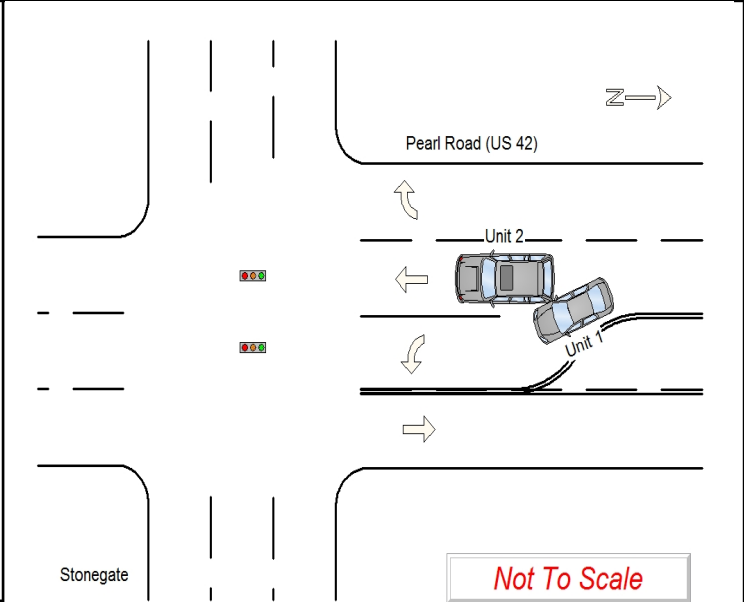 N
Pearl Road (US 42)
Unit 2
Unit 1
Stonegate
Not To Scale